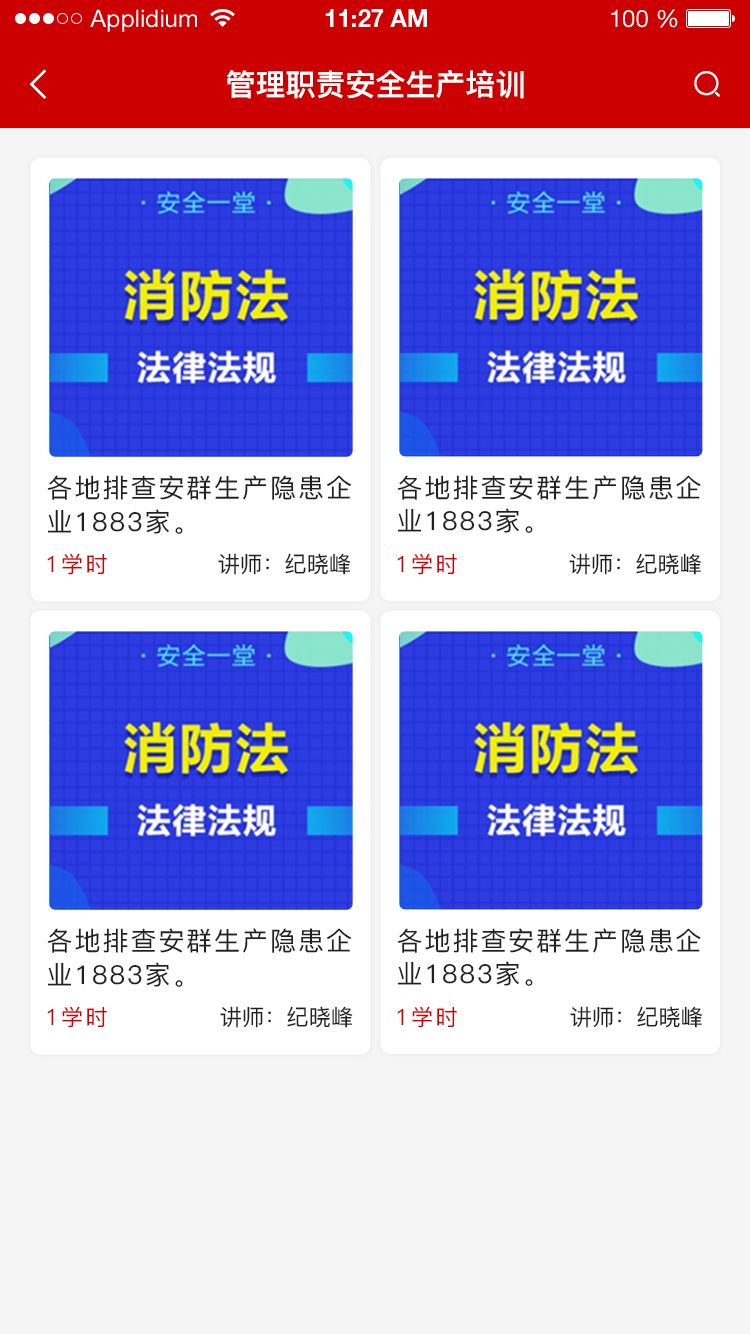 Applidium 11:27 AM 100 %
管理职责安全生产培训
·安全一堂· ·安全一堂·
消防法 消防法
法律法规 法律法规
各地排查安群生产隐患企 各地排查安群生产隐患企
业1883家。 业1883家。
1学时 讲师：纪晓峰 1学时 讲师：纪晓峰
·安全一堂· ·安全一堂·
消防法 消防法
法律法规 法律法规
各地排查安群生产隐患企 各地排查安群生产隐患企
业1883家。 业1883家。
1学时 讲师：纪晓峰 1学时 讲师：纪晓峰